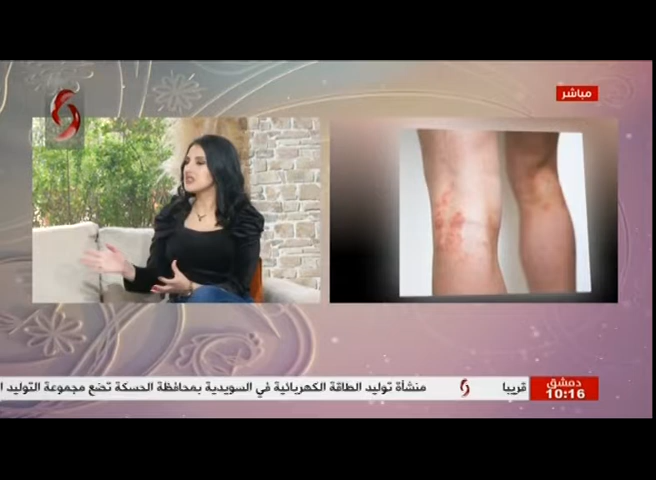 مباشر
دمشق
10:16
قريبا
منشأة توليد الطاقة الكهربائية في السويدية بمحافظة الحسكة تضع مجموعة التوليد ا